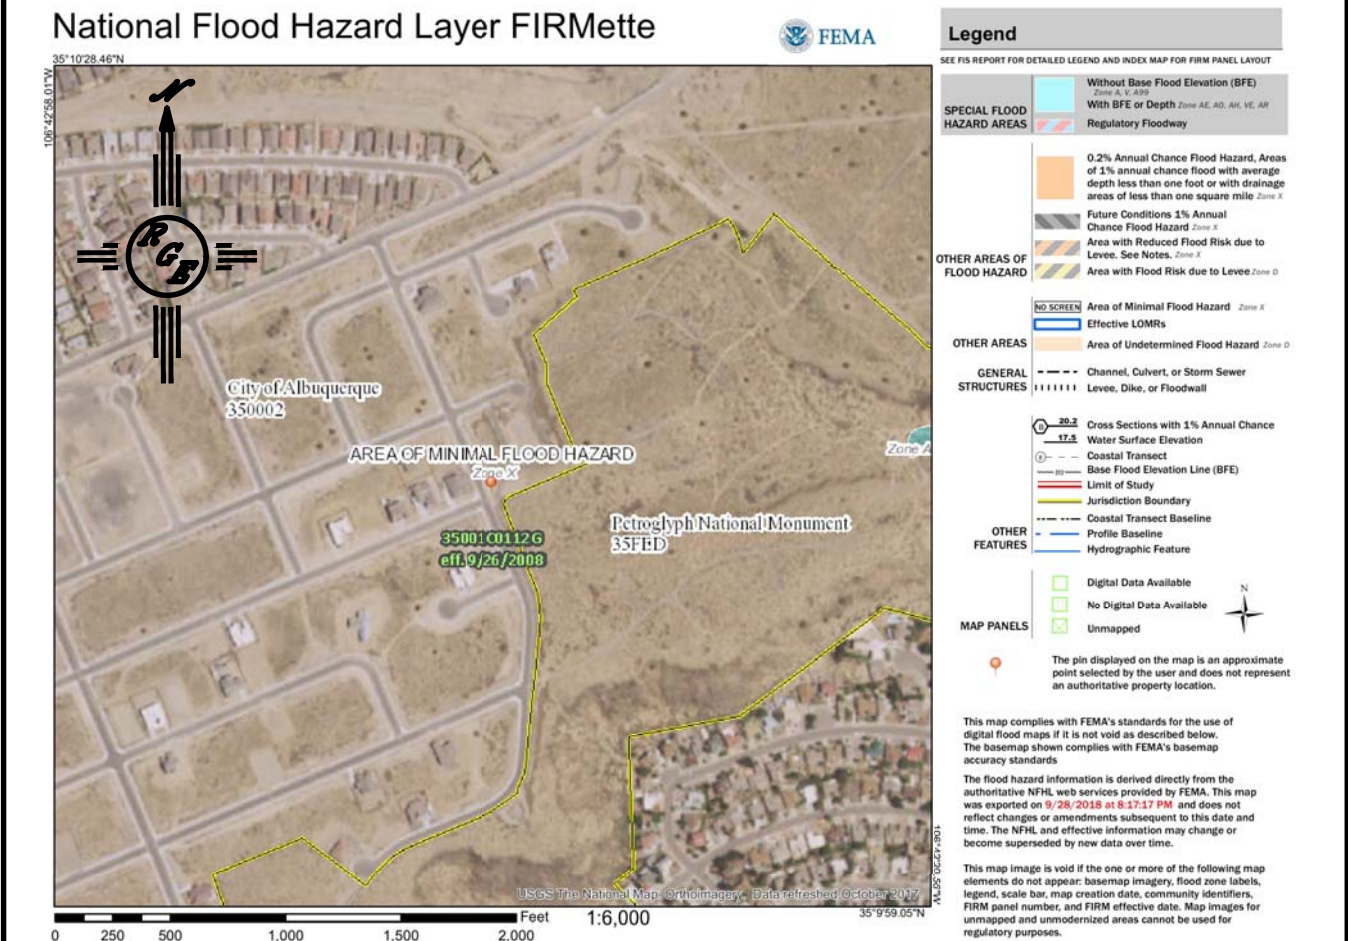 National Flood Hazard Layer FIRMette
FEMA
35°10'28.46"N
106°42'58.01"W
N
RGE
City of Albuquerque
350002
AREA OF MINIMAL FLOOD HAZARD
Zone X
Zone A
35001C0112G
eff. 9/26/2008
Petroglyph National Monument
35FED
USGS The National Map: Orthoimagery. Data refreshed October 2017.
106°42'20.56"W
35°9'59.05"N
0 250 500 1,000 1,500 2,000
Feet
1:6,000
Legend
SEE FIS REPORT FOR DETAILED LEGEND AND INDEX MAP FOR FIRM PANEL LAYOUT
SPECIAL FLOOD
HAZARD AREAS
Without Base Flood Elevation (BFE)
Zone A, V, A99
With BFE or Depth Zone AE, AO, AH, VE, AR
Regulatory Floodway
OTHER AREAS OF
FLOOD HAZARD
0.2% Annual Chance Flood Hazard, Areas
of 1% annual chance flood with average
depth less than one foot or with drainage
areas of less than one square mile Zone X
Future Conditions 1% Annual
Chance Flood Hazard Zone X
Area with Reduced Flood Risk due to
Levee. See Notes. Zone X
Area with Flood Risk due to Levee Zone D
OTHER AREAS
NO SCREEN Area of Minimal Flood Hazard Zone X
Effective LOMRs
Area of Undetermined Flood Hazard Zone D
GENERAL
STRUCTURES
Channel, Culvert, or Storm Sewer
Levee, Dike, or Floodwall
OTHER
FEATURES
B 20.2 Cross Sections with 1% Annual Chance
17.5 Water Surface Elevation
8 Coastal Transect
513 Base Flood Elevation Line (BFE)
Limit of Study
Jurisdiction Boundary
Coastal Transect Baseline
Profile Baseline
Hydrographic Feature
MAP PANELS
Digital Data Available
No Digital Data Available
Unmapped
N
The pin displayed on the map is an approximate
point selected by the user and does not represent
an authoritative property location.
This map complies with FEMA's standards for the use of
digital flood maps if it is not void as described below.
The basemap shown complies with FEMA's basemap
accuracy standards
The flood hazard information is derived directly from the
authoritative NFHL web services provided by FEMA. This map
was exported on 9/28/2018 at 8:17:17 PM and does not
reflect changes or amendments subsequent to this date and
time. The NFHL and effective information may change or
become superseded by new data over time.
This map image is void if the one or more of the following map
elements do not appear: basemap imagery, flood zone labels,
legend, scale bar, map creation date, community identifiers,
FIRM panel number, and FIRM effective date. Map images for
unmapped and unmodernized areas cannot be used for
regulatory purposes.